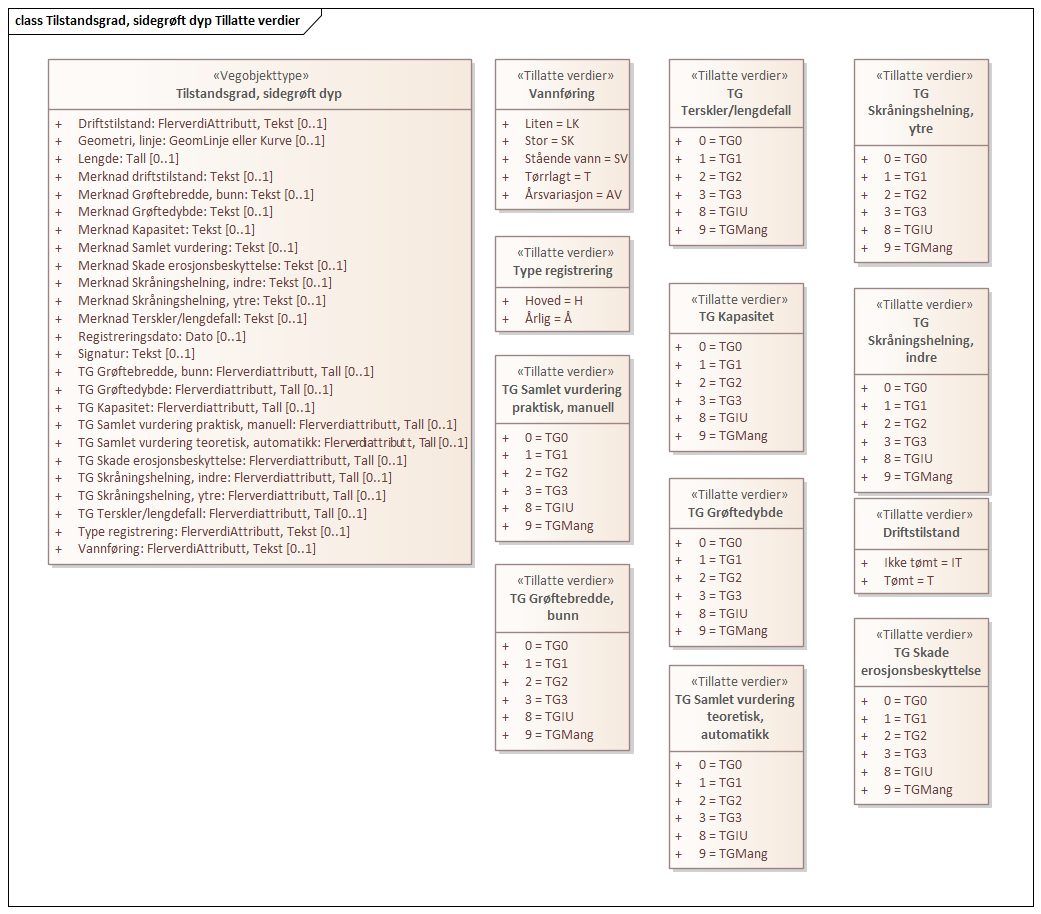 class Tilstandsgrad, sidegrøft dyp Tillatte verdier
«Vegobjekttype»
Tilstandsgrad, sidegrøft dyp
+ Driftstilstand: FlerverdiAttributt, Tekst [0..1]
+ Geometri, linje: GeomLinje eller Kurve [0..1]
+ Lengde: Tall [0..1]
+ Merknad driftstilstand: Tekst [0..1]
+ Merknad Grøftebredde, bunn: Tekst [0..1]
+ Merknad Grøftedybde: Tekst [0..1]
+ Merknad Kapasitet: Tekst [0..1]
+ Merknad Samlet vurdering: Tekst [0..1]
+ Merknad Skade erosjonsbeskyttelse: Tekst [0..1]
+ Merknad Skråningshelning, indre: Tekst [0..1]
+ Merknad Skråningshelning, ytre: Tekst [0..1]
+ Merknad Terskler/lengdefall: Tekst [0..1]
+ Registreringsdato: Dato [0..1]
+ Signatur: Tekst [0..1]
+ TG Grøftebredde, bunn: Flerverdiattributt, Tall [0..1]
+ TG Grøftedybde: Flerverdiattributt, Tall [0..1]
+ TG Kapasitet: Flerverdiattributt, Tall [0..1]
+ TG Samlet vurdering praktisk, manuell: Flerverdiattributt, Tall [0..1]
+ TG Samlet vurdering teoretisk, automatikk: Flerverdiattributt, Tall [0..1]
+ TG Skade erosjonsbeskyttelse: Flerverdiattributt, Tall [0..1]
+ TG Skråningshelning, indre: Flerverdiattributt, Tall [0..1]
+ TG Skråningshelning, ytre: Flerverdiattributt, Tall [0..1]
+ TG Terskler/lengdefall: Flerverdiattributt, Tall [0..1]
+ Type registrering: FlerverdiAttributt, Tekst [0..1]
+ Vannføring: FlerverdiAttributt, Tekst [0..1]
«Tillatte verdier»
Vannføring
+ Liten = LK
+ Stor = SK
+ Stående vann = SV
+ Tørrlagt = T
+ Årsvariasjon = AV
«Tillatte verdier»
Type registrering
+ Hoved = H
+ Årlig = Å
«Tillatte verdier»
TG Samlet vurdering
praktisk, manuell
+ 0 = TG0
+ 1 = TG1
+ 2 = TG2
+ 3 = TG3
+ 8 = TGIU
+ 9 = TGMang
«Tillatte verdier»
TG Grøftebredde,
bunn
+ 0 = TG0
+ 1 = TG1
+ 2 = TG2
+ 3 = TG3
+ 8 = TGIU
+ 9 = TGMang
«Tillatte verdier»
TG
Terskler/lengdefall
+ 0 = TG0
+ 1 = TG1
+ 2 = TG2
+ 3 = TG3
+ 8 = TGIU
+ 9 = TGMang
«Tillatte verdier»
TG Kapasitet
+ 0 = TG0
+ 1 = TG1
+ 2 = TG2
+ 3 = TG3
+ 8 = TGIU
+ 9 = TGMang
«Tillatte verdier»
TG Grøftedybde
+ 0 = TG0
+ 1 = TG1
+ 2 = TG2
+ 3 = TG3
+ 8 = TGIU
+ 9 = TGMang
«Tillatte verdier»
TG Samlet vurdering
teoretisk,
automatikk
+ 0 = TG0
+ 1 = TG1
+ 2 = TG2
+ 3 = TG3
+ 8 = TGIU
+ 9 = TGMang
«Tillatte verdier»
TG
Skråningshelning,
ytre
+ 0 = TG0
+ 1 = TG1
+ 2 = TG2
+ 3 = TG3
+ 8 = TGIU
+ 9 = TGMang
«Tillatte verdier»
TG
Skråningshelning,
indre
+ 0 = TG0
+ 1 = TG1
+ 2 = TG2
+ 3 = TG3
+ 8 = TGIU
+ 9 = TGMang
«Tillatte verdier»
Driftstilstand
+ Ikke tømt = IT
+ Tømt = T
«Tillatte verdier»
TG Skade
erosjonsbeskyttelse
+ 0 = TG0
+ 1 = TG1
+ 2 = TG2
+ 3 = TG3
+ 8 = TGIU
+ 9 = TGMang